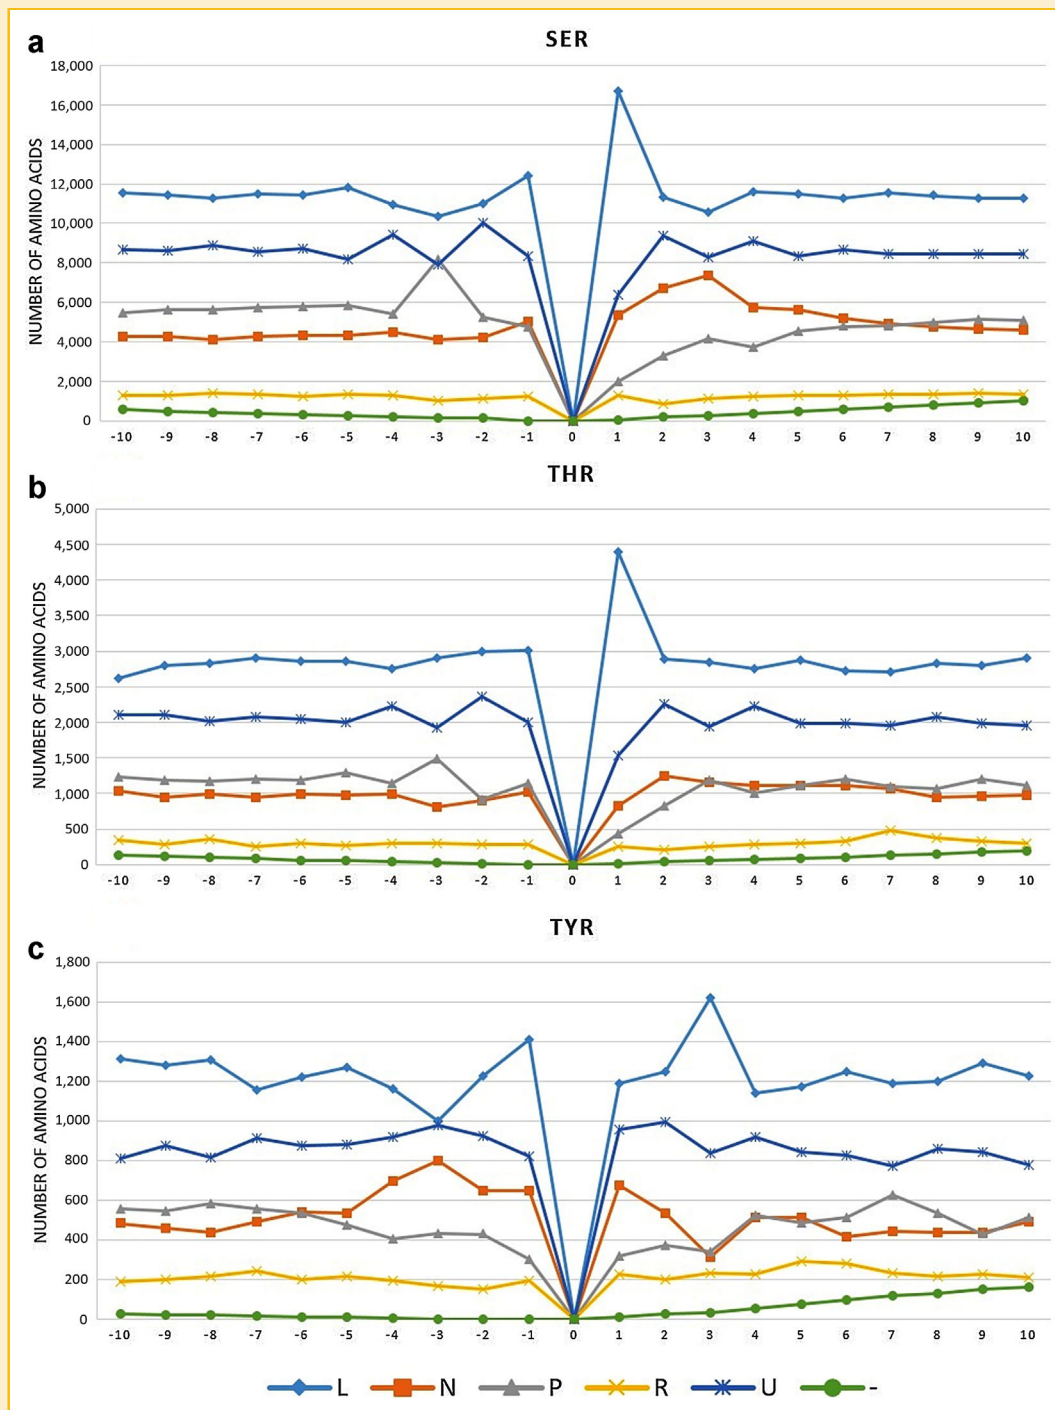 a
SER
NUMBER OF AMINO ACIDS
18,000
16,000
14,000
12,000
10,000
8,000
6,000
4,000
2,000
0
-10 -9 -8 -7 -6 -5 -4 -3 -2 -1 0 1 2 3 4 5 6 7 8 9 10
b
THR
NUMBER OF AMINO ACIDS
5,000
4,500
4,000
3,500
3,000
2,500
2,000
1,500
1,000
500
0
-10 -9 -8 -7 -6 -5 -4 -3 -2 -1 0 1 2 3 4 5 6 7 8 9 10
c
TYR
NUMBER OF AMINO ACIDS
1,800
1,600
1,400
1,200
1,000
800
600
400
200
0
-10 -9 -8 -7 -6 -5 -4 -3 -2 -1 0 1 2 3 4 5 6 7 8 9 10
L N P R U -